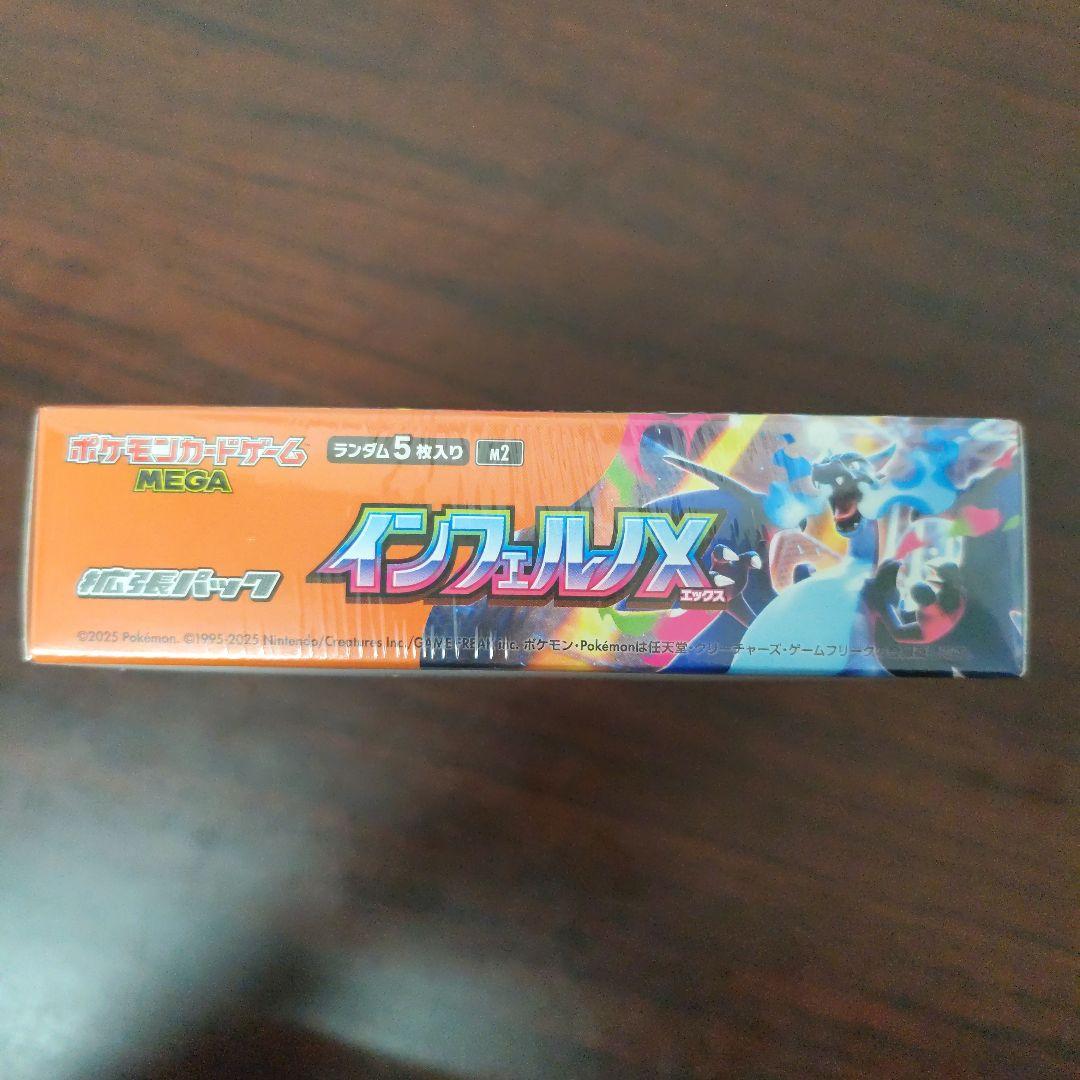 ポケモンカードゲーム
MEGA
ランダム5枚入り
M2
インフェルノX
エックス
拡張パック
©2025 Pokémon. ©1995-2025 Nintendo/Creatures Inc./GAME FREAK inc. ポケモン・Pokémonは任天堂・クリーチャーズ・ゲームフリークの